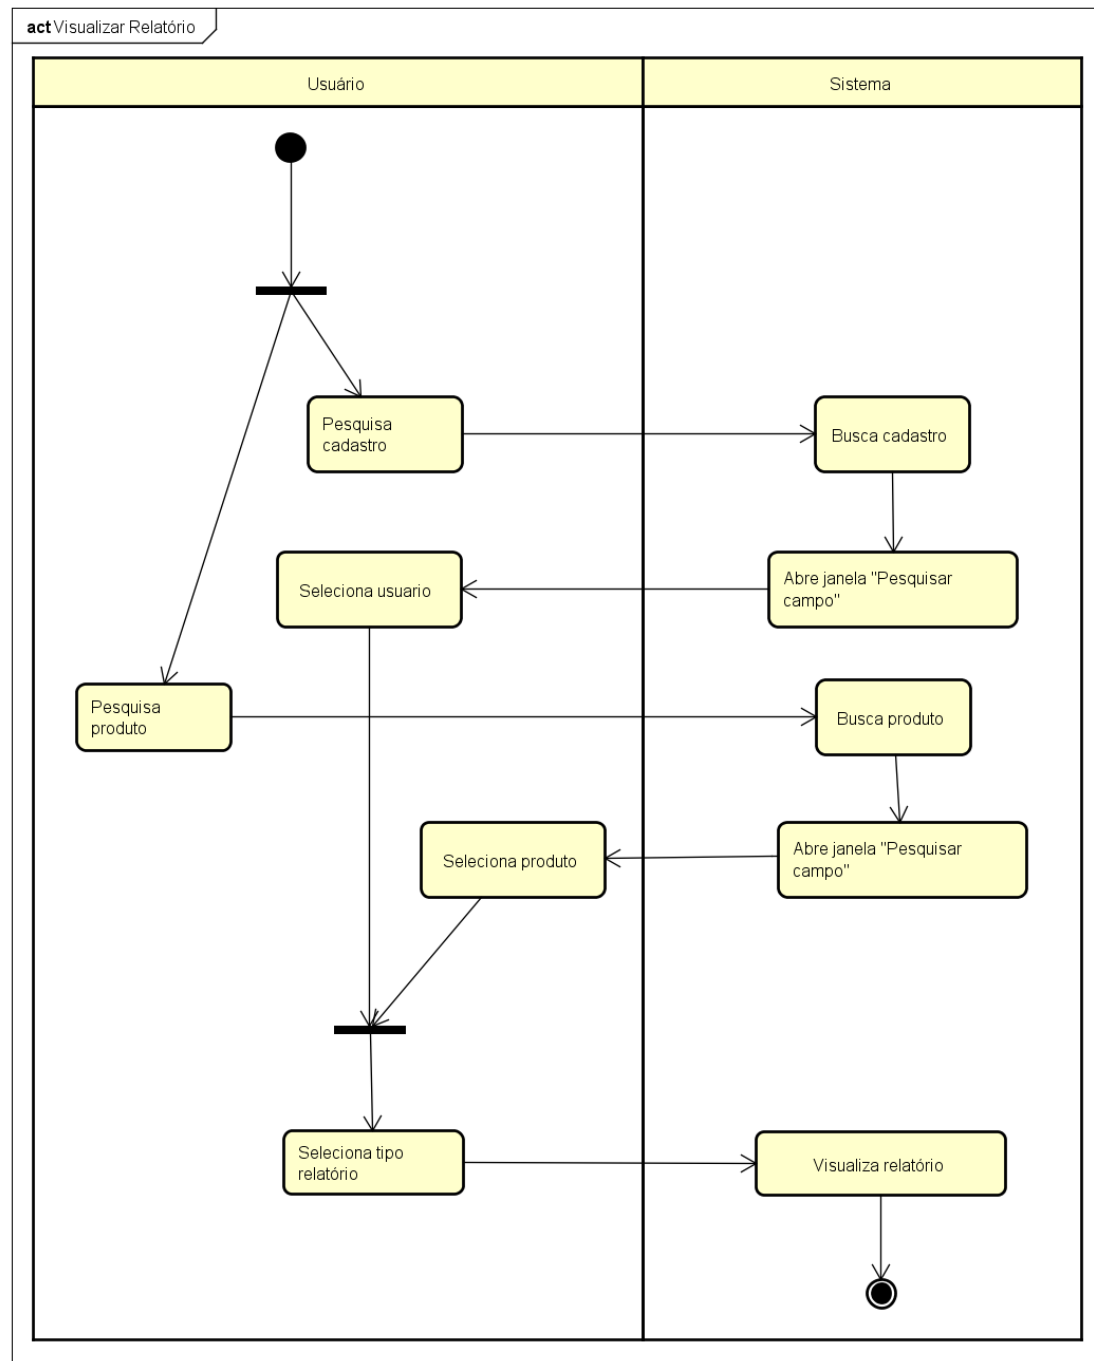 act Visualizar Relatório
Usuário
Sistema
Pesquisa
cadastro
Busca cadastro
Seleciona usuario
Abre janela "Pesquisar
campo"
Pesquisa
produto
Busca produto
Seleciona produto
Abre janela "Pesquisar
campo"
Seleciona tipo
relatório
Visualiza relatório